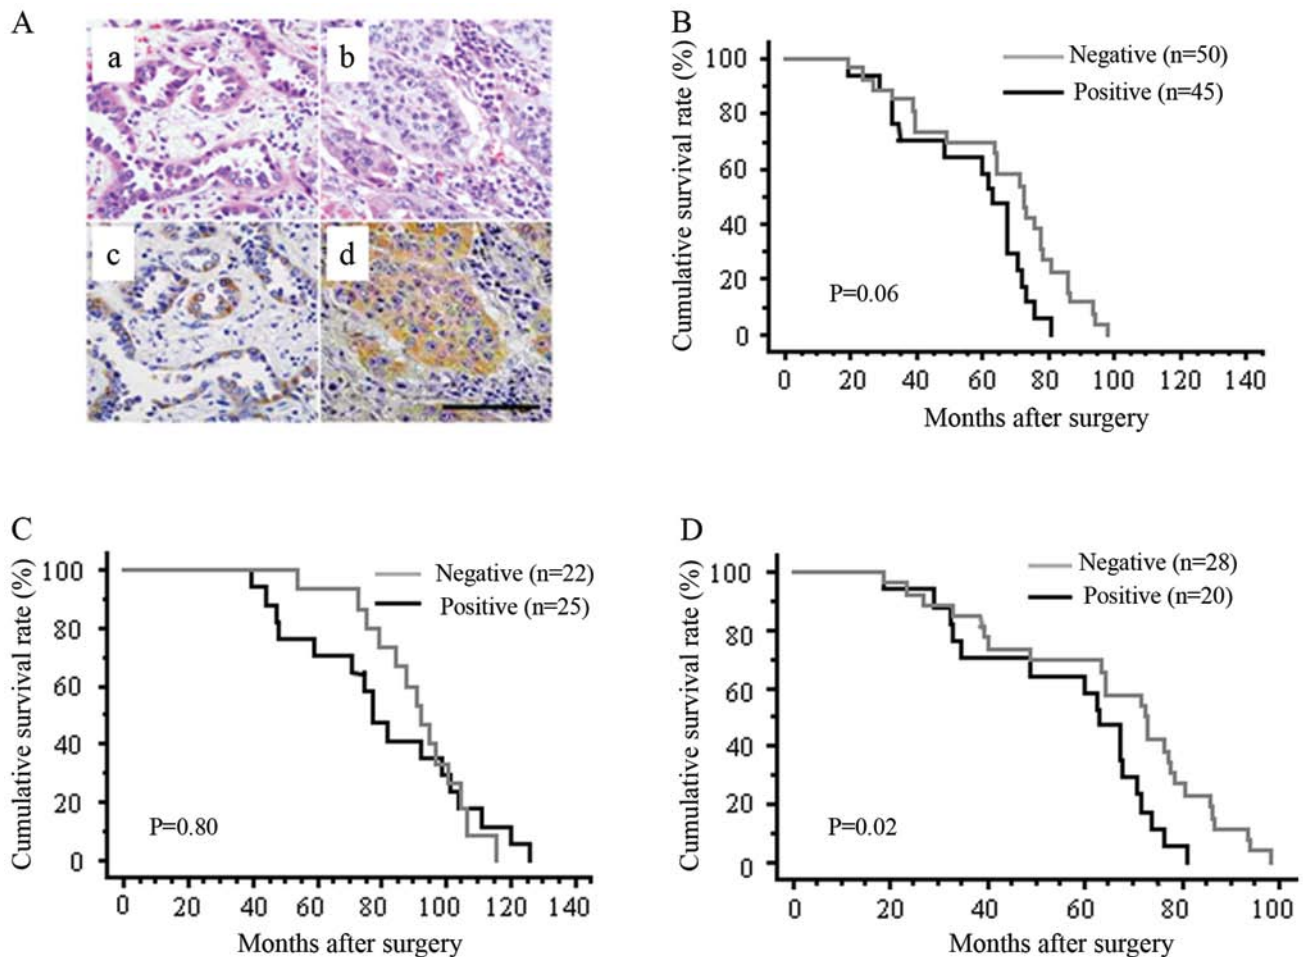 A
a
b
c
d
B
Cumulative survival rate (%)
100
80
60
40
20
0
Negative (n=50)
Positive (n=45)
P=0.06
0 20 40 60 80 100 120 140
Months after surgery
C
Cumulative survival rate (%)
100
80
60
40
20
0
Negative (n=22)
Positive (n=25)
P=0.80
0 20 40 60 80 100 120 140
Months after surgery
D
Cumulative survival rate (%)
100
80
60
40
20
0
Negative (n=28)
Positive (n=20)
P=0.02
0 20 40 60 80 100
Months after surgery